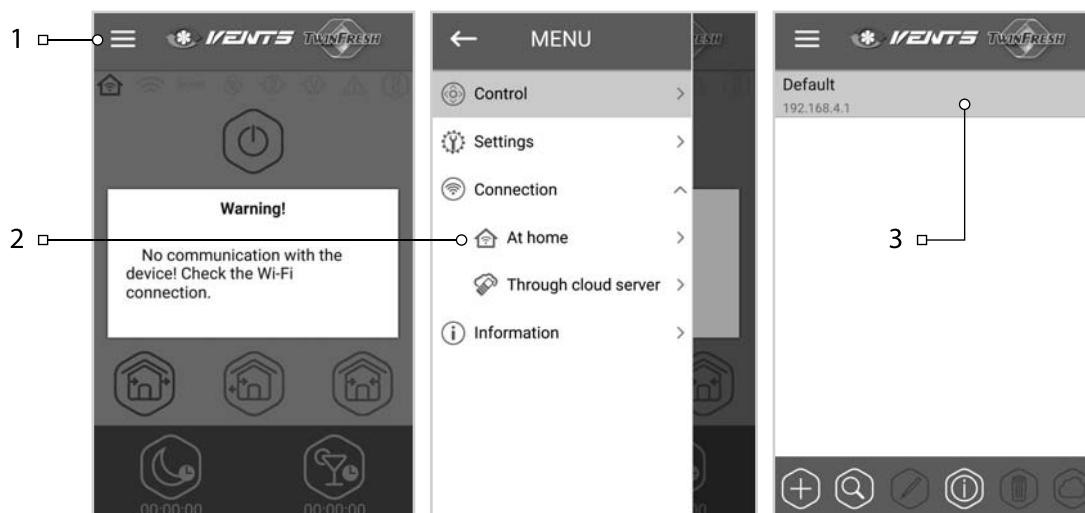 1
VENTS TWINFRESH
Warning!
No communication with the
device! Check the Wi-Fi
connection.
00:00:00
00:00:00
2
MENU
Control
Settings
Connection
At home
Through cloud server
Information
VENTS TWINFRESH
Default
192.168.4.1
3